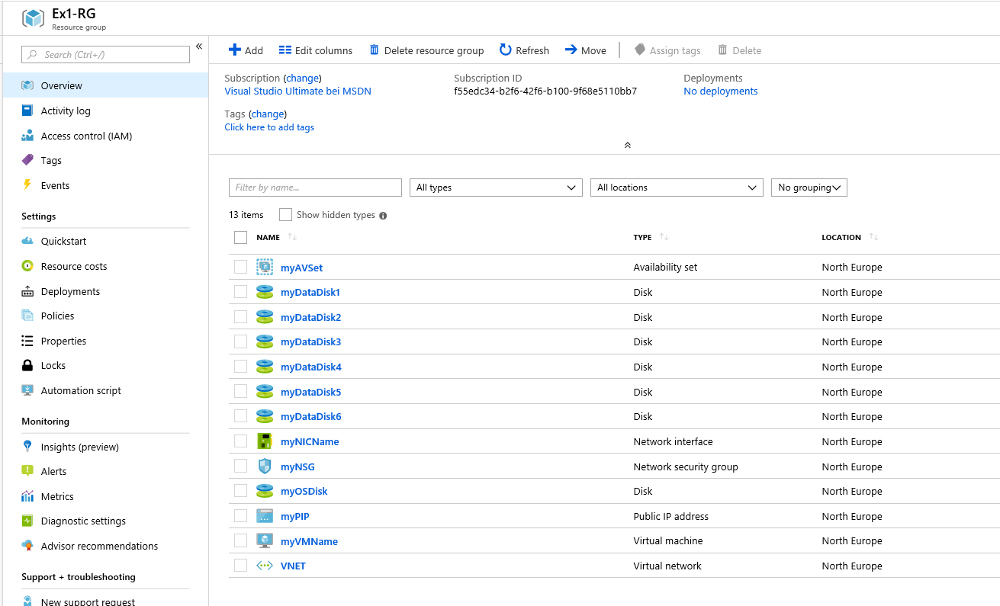 Ex1-RG
Resource group
Search (Ctrl+/)
«
Overview
Activity log
Access control (IAM)
Tags
Events
Settings
Quickstart
Resource costs
Deployments
Policies
Properties
Locks
Automation script
Monitoring
Insights (preview)
Alerts
Metrics
Diagnostic settings
Advisor recommendations
Support + troubleshooting
New support request
Add Edit columns Delete resource group Refresh Move Assign tags Delete
Subscription (change) Subscription ID Deployments
Visual Studio Ultimate bei MSDN f55edc34-b2f6-42f6-b100-9f68e5110bb7 No deployments
Tags (change)
Click here to add tags
Filter by name... All types All locations No grouping
13 items Show hidden types
NAME TYPE LOCATION
myAVSet Availability set North Europe
myDataDisk1 Disk North Europe
myDataDisk2 Disk North Europe
myDataDisk3 Disk North Europe
myDataDisk4 Disk North Europe
myDataDisk5 Disk North Europe
myDataDisk6 Disk North Europe
myNICName Network interface North Europe
myNSG Network security group North Europe
myOSDisk Disk North Europe
myPIP Public IP address North Europe
myVMName Virtual machine North Europe
VNET Virtual network North Europe